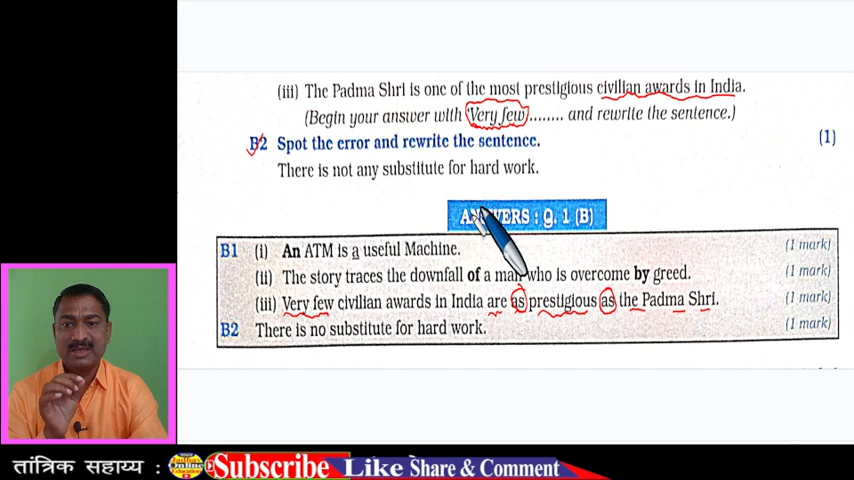 (iii) The Padma Shri is one of the most prestigious civilian awards in India.
(Begin your answer with 'Very few'........ and rewrite the sentence.)
B2 Spot the error and rewrite the sentence. (1)
There is not any substitute for hard work.
ANSWERS : Q. 1 (B)
B1 (i) An ATM is a useful Machine. (1 mark)
(ii) The story traces the downfall of a man who is overcome by greed. (1 mark)
(iii) Very few civilian awards in India are as prestigious as the Padma Shri. (1 mark)
B2 There is no substitute for hard work. (1 mark)
तांत्रिक सहाय्य : Online Subscribe Like Share & Comment